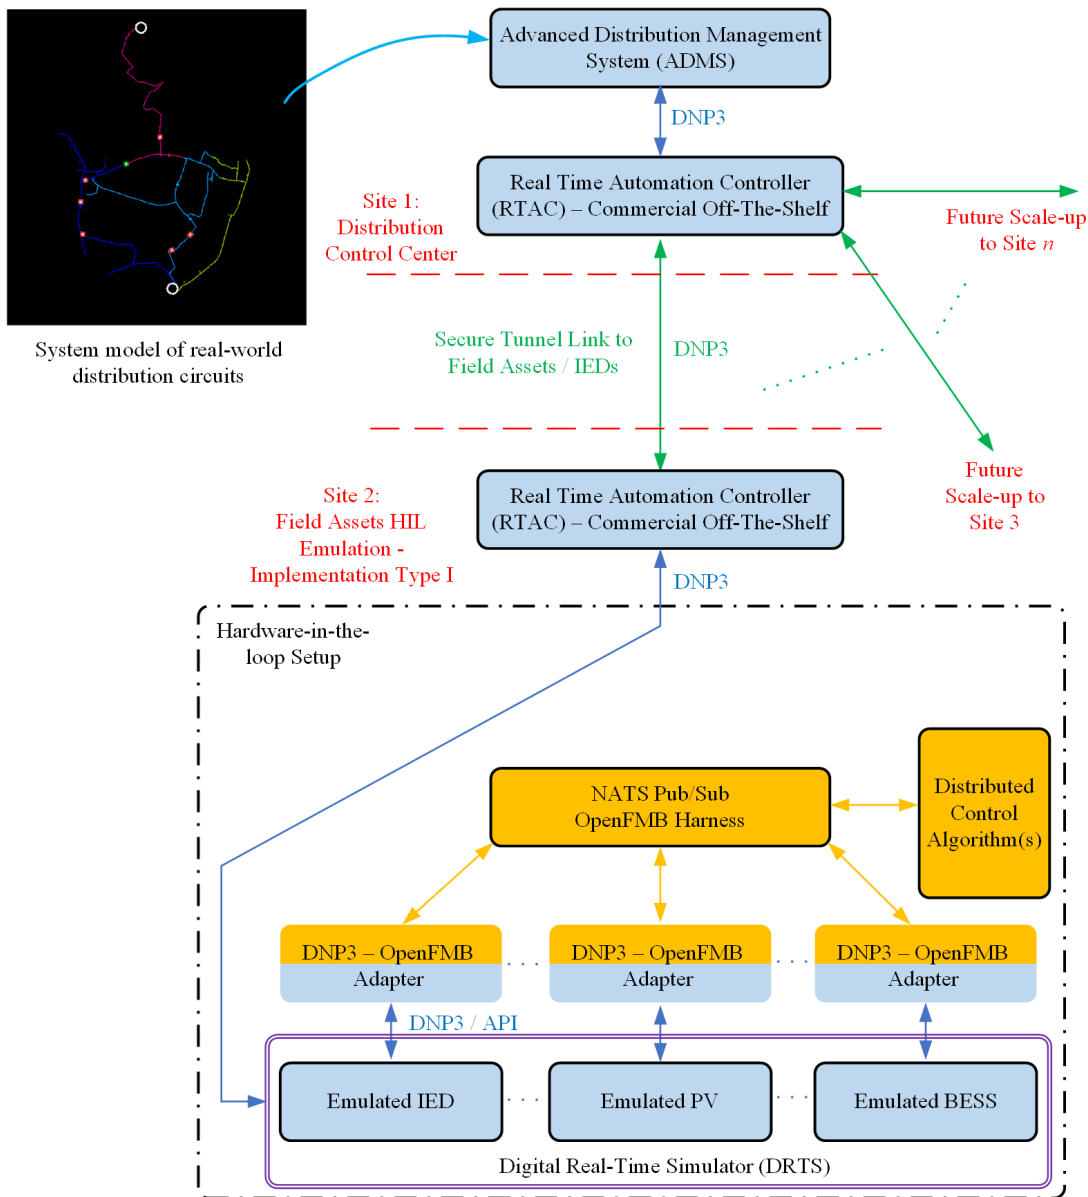 Advanced Distribution Management
System (ADMS)
DNP3
Real Time Automation Controller
(RTAC) – Commercial Off-The-Shelf
Site 1:
Distribution
Control Center
Future Scale-up
to Site n
System model of real-world
distribution circuits
Secure Tunnel Link to
Field Assets / IEDs
DNP3
Future
Scale-up to
Site 3
Real Time Automation Controller
(RTAC) – Commercial Off-The-Shelf
Site 2:
Field Assets HIL
Emulation -
Implementation Type I
DNP3
Hardware-in-the-
loop Setup
NATS Pub/Sub
OpenFMB Harness
Distributed
Control
Algorithm(s)
DNP3 – OpenFMB
Adapter
DNP3 – OpenFMB
Adapter
DNP3 – OpenFMB
Adapter
DNP3 / API
Emulated IED
Emulated PV
Emulated BESS
Digital Real-Time Simulator (DRTS)